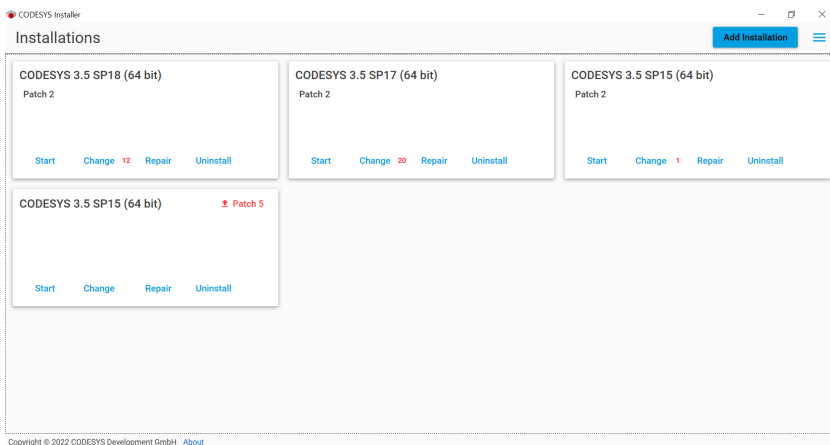 CODESYS Installer
Installations
Add Installation
CODESYS 3.5 SP18 (64 bit)
Patch 2
Start Change 12 Repair Uninstall
CODESYS 3.5 SP17 (64 bit)
Patch 2
Start Change 20 Repair Uninstall
CODESYS 3.5 SP15 (64 bit)
Patch 2
Start Change 1 Repair Uninstall
CODESYS 3.5 SP15 (64 bit) Patch 5
Start Change Repair Uninstall
Copyright © 2022 CODESYS Development GmbH About